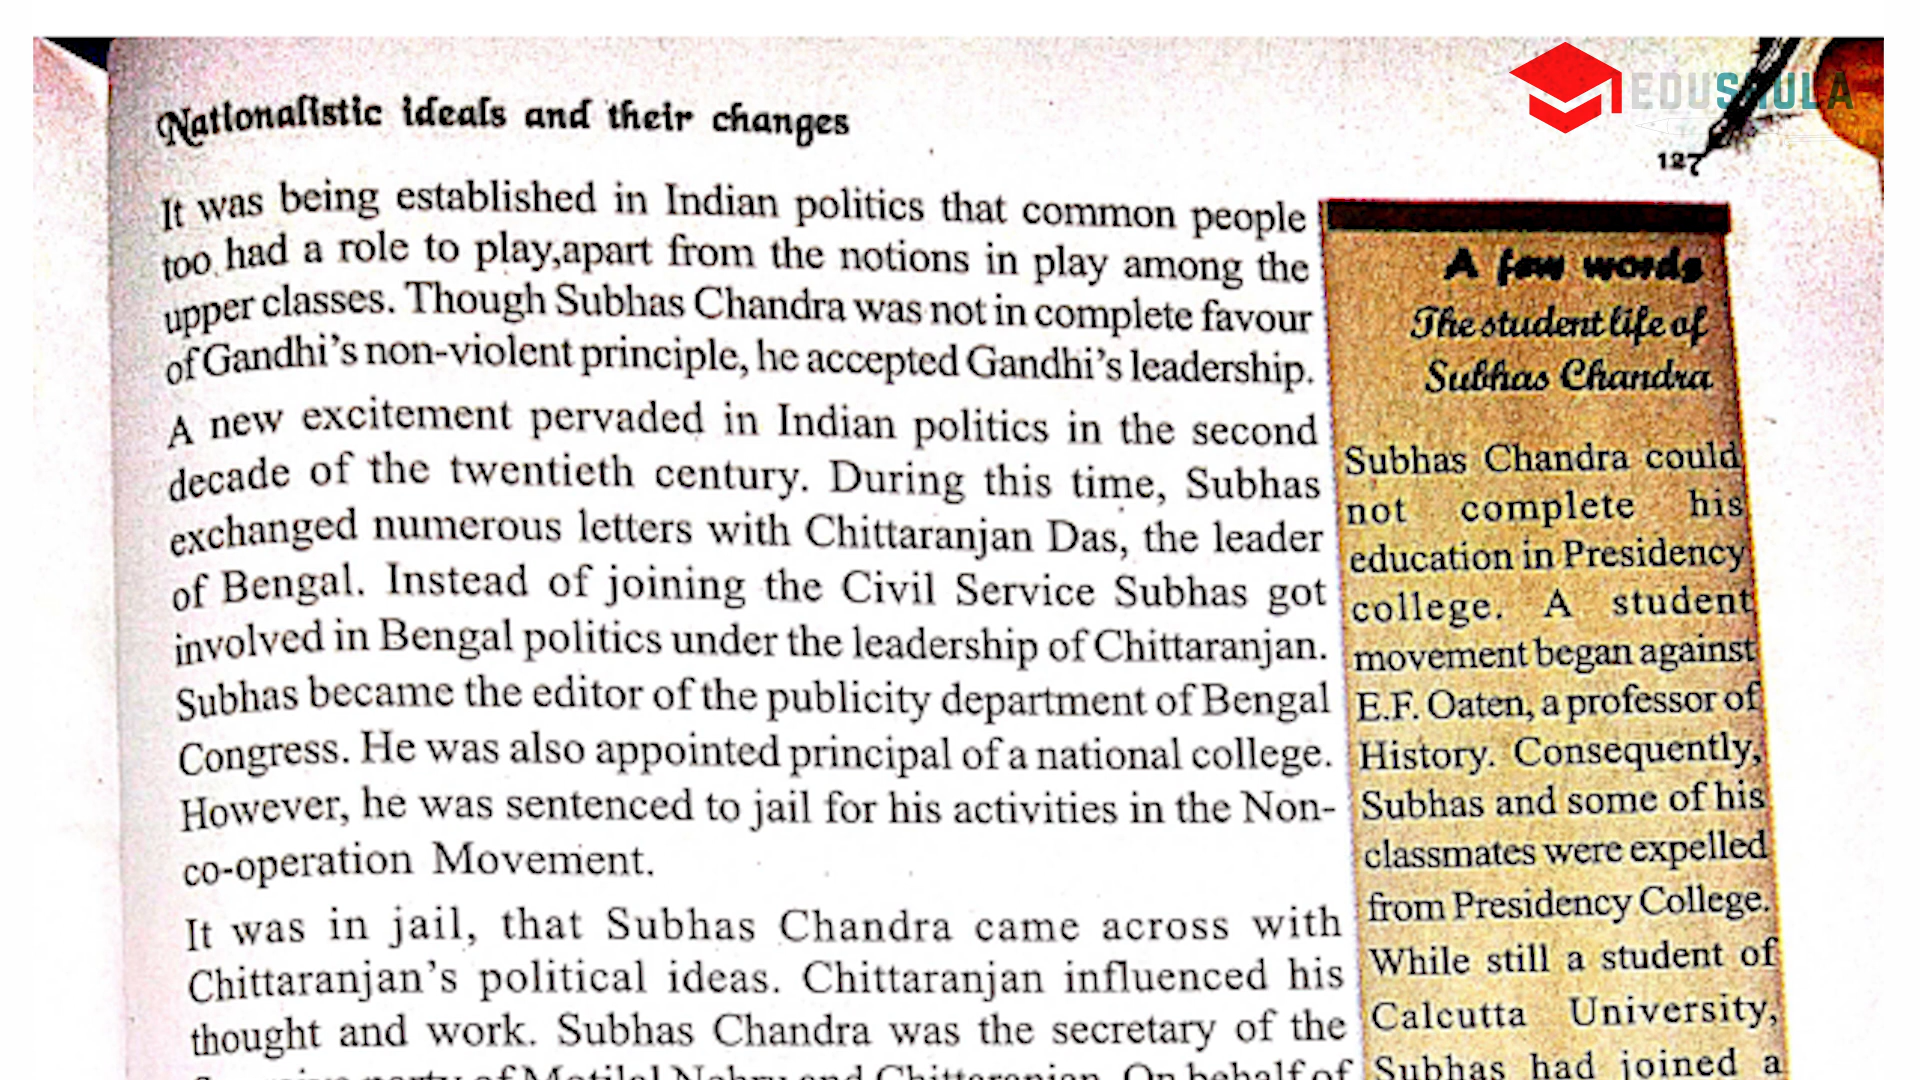 EDUSHULA
Nationalistic ideals and their changes
127
It was being established in Indian politics that common people
too had a role to play,apart from the notions in play among the
upper classes. Though Subhas Chandra was not in complete favour
of Gandhi's non-violent principle, he accepted Gandhi's leadership.
A new excitement pervaded in Indian politics in the second
decade of the twentieth century. During this time, Subhas
exchanged numerous letters with Chittaranjan Das, the leader
of Bengal. Instead of joining the Civil Service Subhas got
involved in Bengal politics under the leadership of Chittaranjan.
Subhas became the editor of the publicity department of Bengal
Congress. He was also appointed principal of a national college.
However, he was sentenced to jail for his activities in the Non-
co-operation Movement.
It was in jail, that Subhas Chandra came across with
Chittaranjan's political ideas. Chittaranjan influenced his
thought and work. Subhas Chandra was the secretary of the
party of Motilal Nehru and Chittaranjan. On behalf of
A few words
The student life of
Subhas Chandra
Subhas Chandra could
not complete his
education in Presidency
college. A student
movement began against
E.F. Oaten, a professor of
History. Consequently,
Subhas and some of his
classmates were expelled
from Presidency College.
While still a student of
Calcutta University,
Subhas had joined a